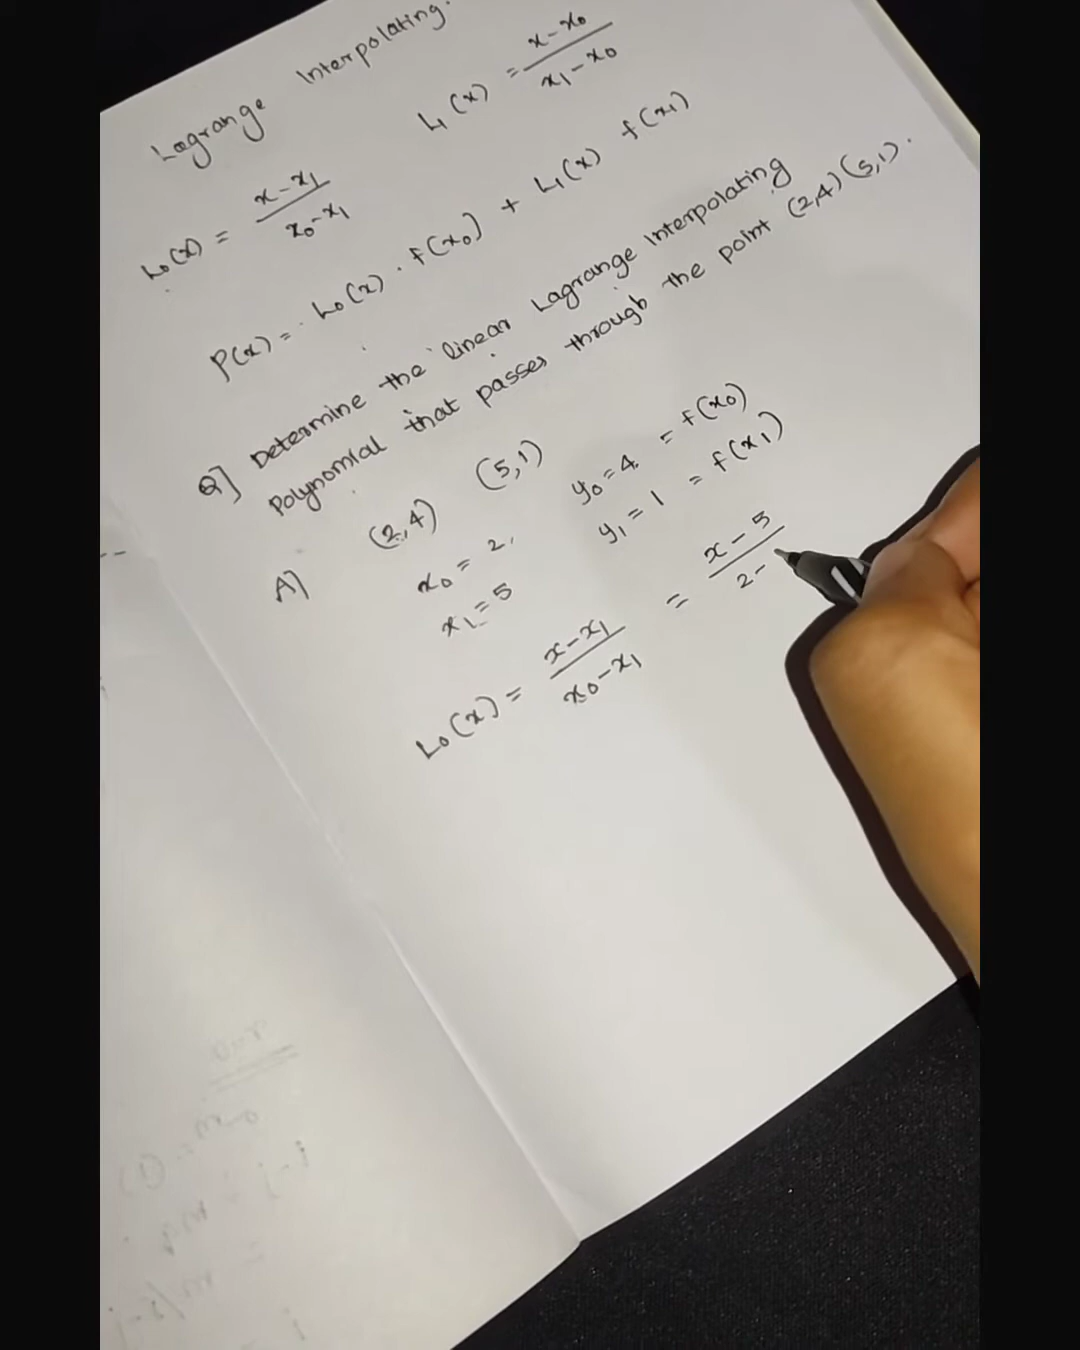 Lagrange Interpolating.
L₀(x) = x-x₁ / x₀-x₁   L₁(x) = x-x₀ / x₁-x₀
P(x) = L₀(x) · f(x₀) + L₁(x) f(x₁)
Q] Determine the linear Lagrange Interpolating
Polynomial that passes through the point (2,4) (5,1).
A] (2,4) (5,1)
x₀ = 2, y₀ = 4 = f(x₀)
x₁ = 5 y₁ = 1 = f(x₁)
L₀(x) = x-x₁ / x₀-x₁ = x-5 / 2-